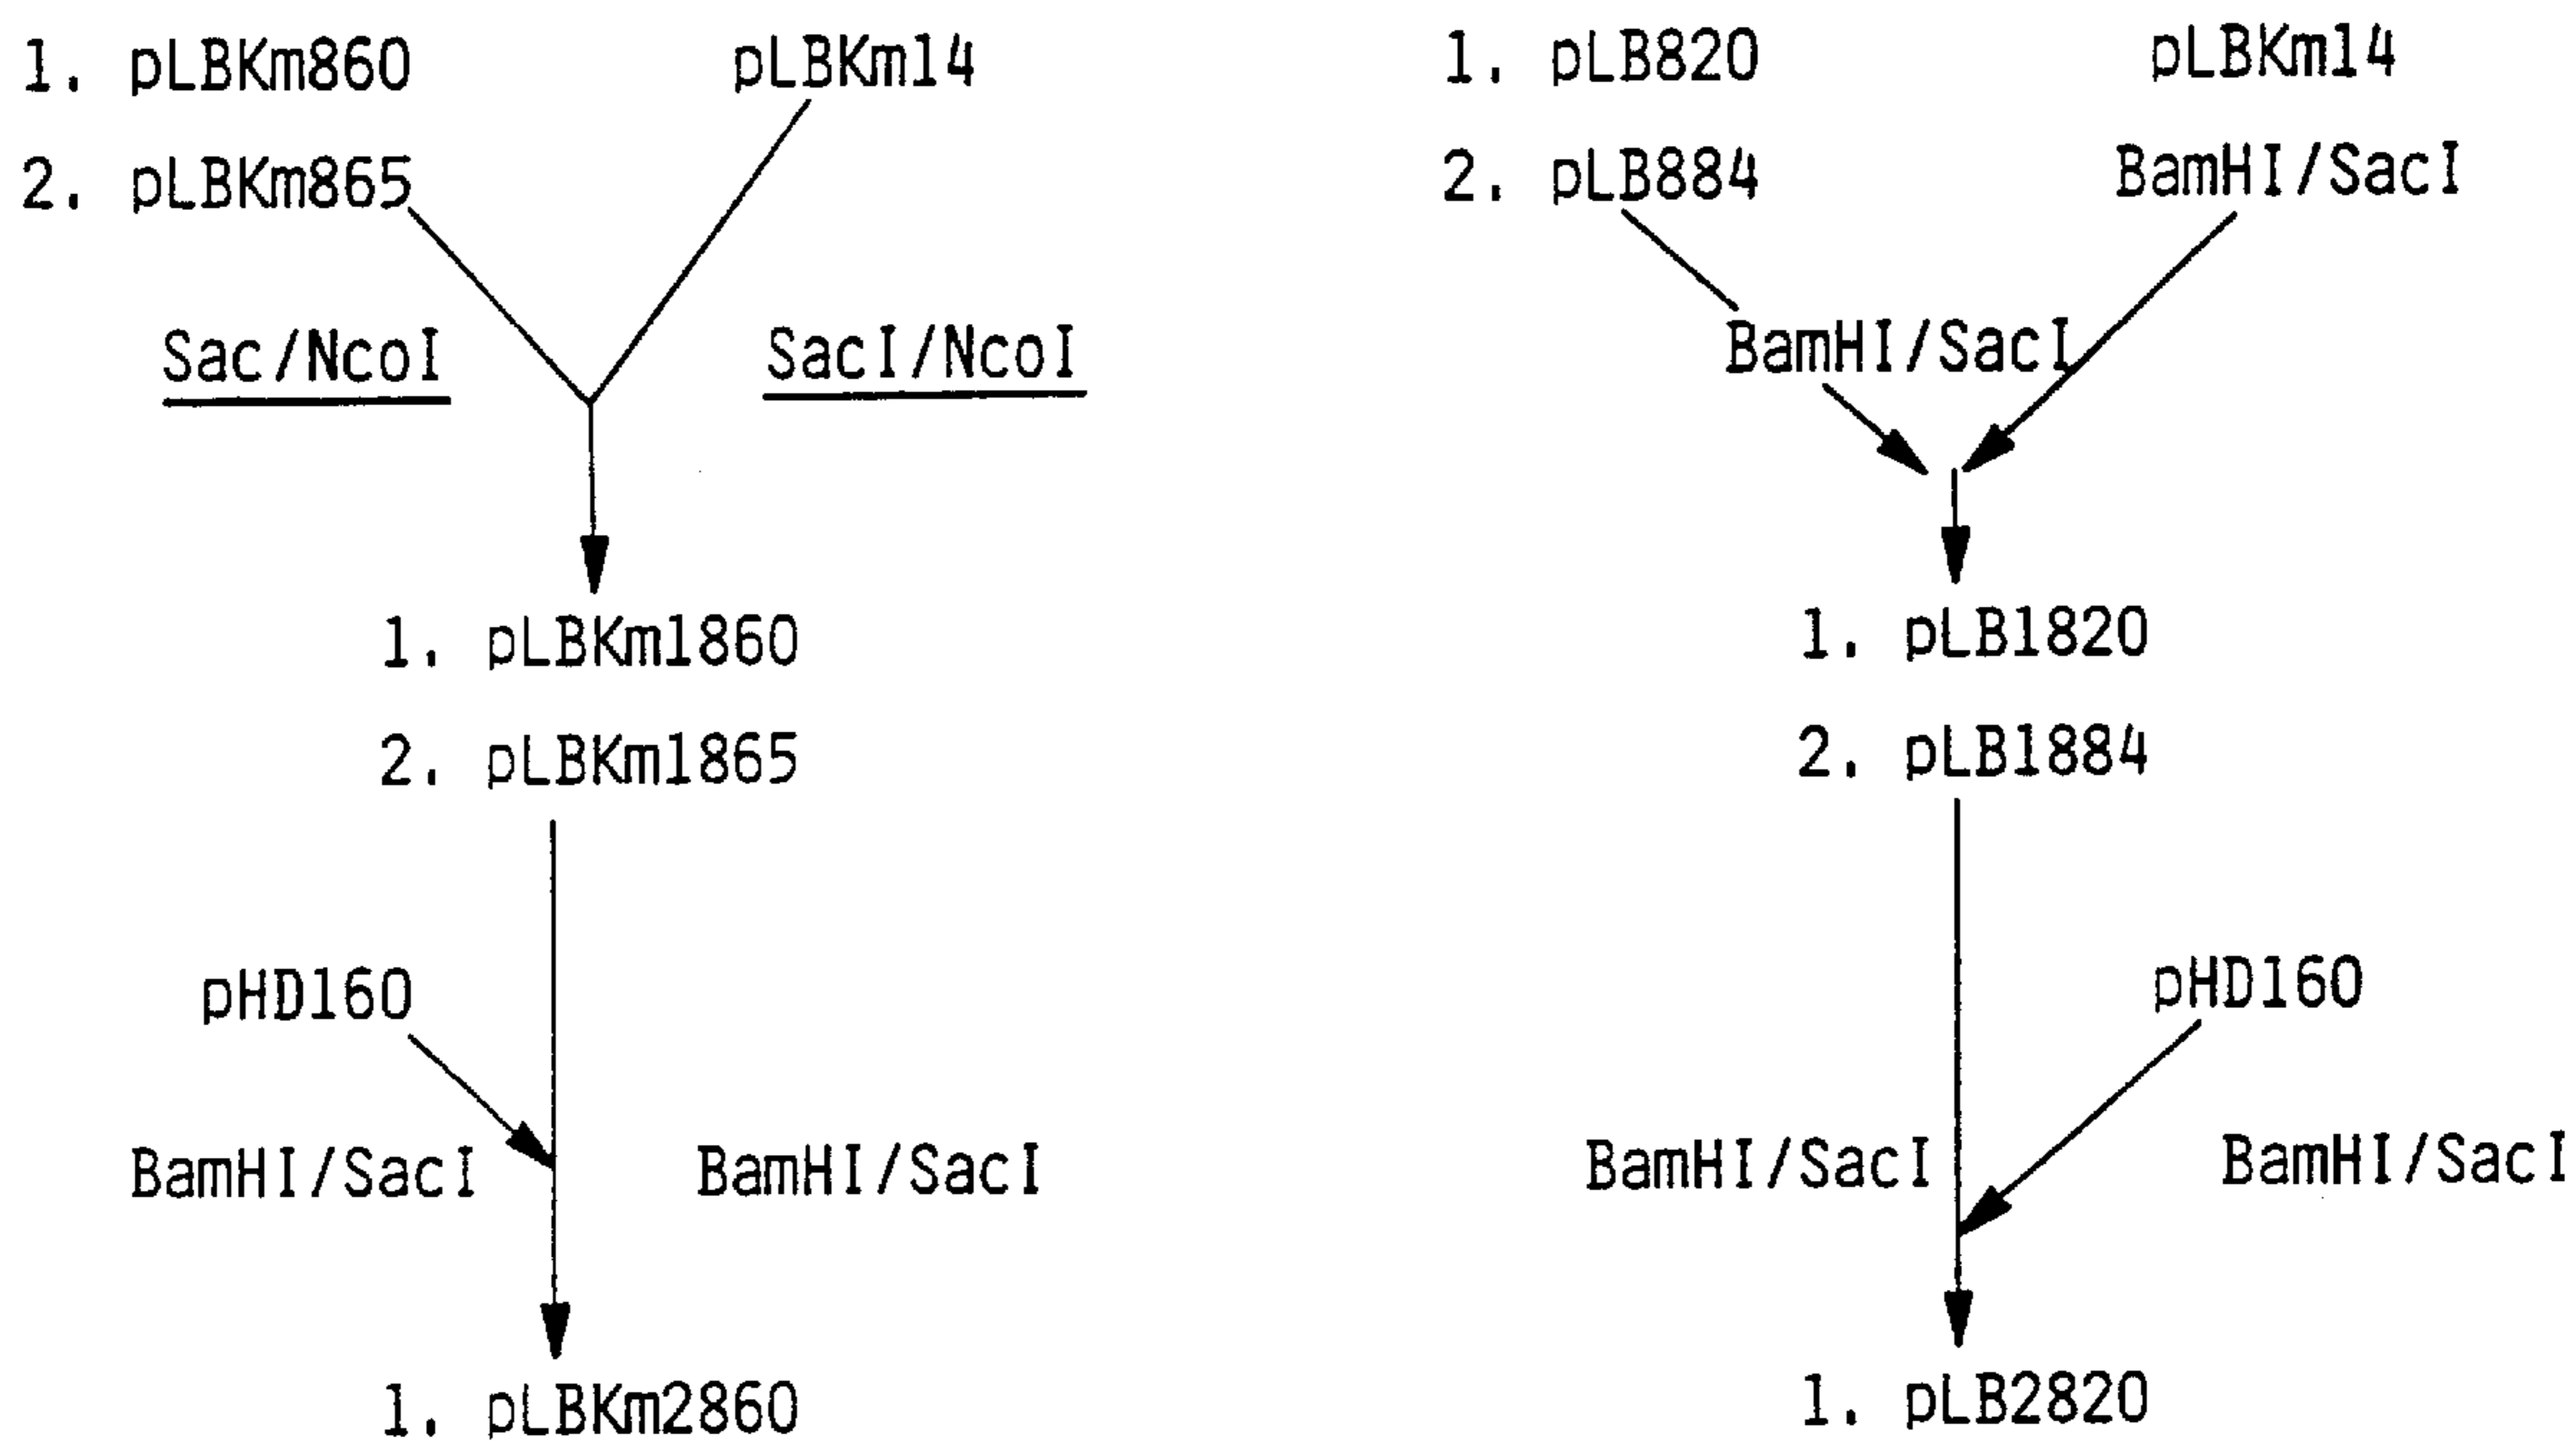 1. pLBKm860
pLBKm14
2. pLBKm865
Sac/NcoI
SacI/NcoI
1. pLBKm1860
2. pLBKm1865
pHD160
BamHI/SacI
BamHI/SacI
1. pLBKm2860
1. pLB820
pLBKm14
2. pLB884
BamHI/SacI
BamHI/SacI
1. pLB1820
2. pLB1884
pHD160
BamHI/SacI
BamHI/SacI
1. pLB2820